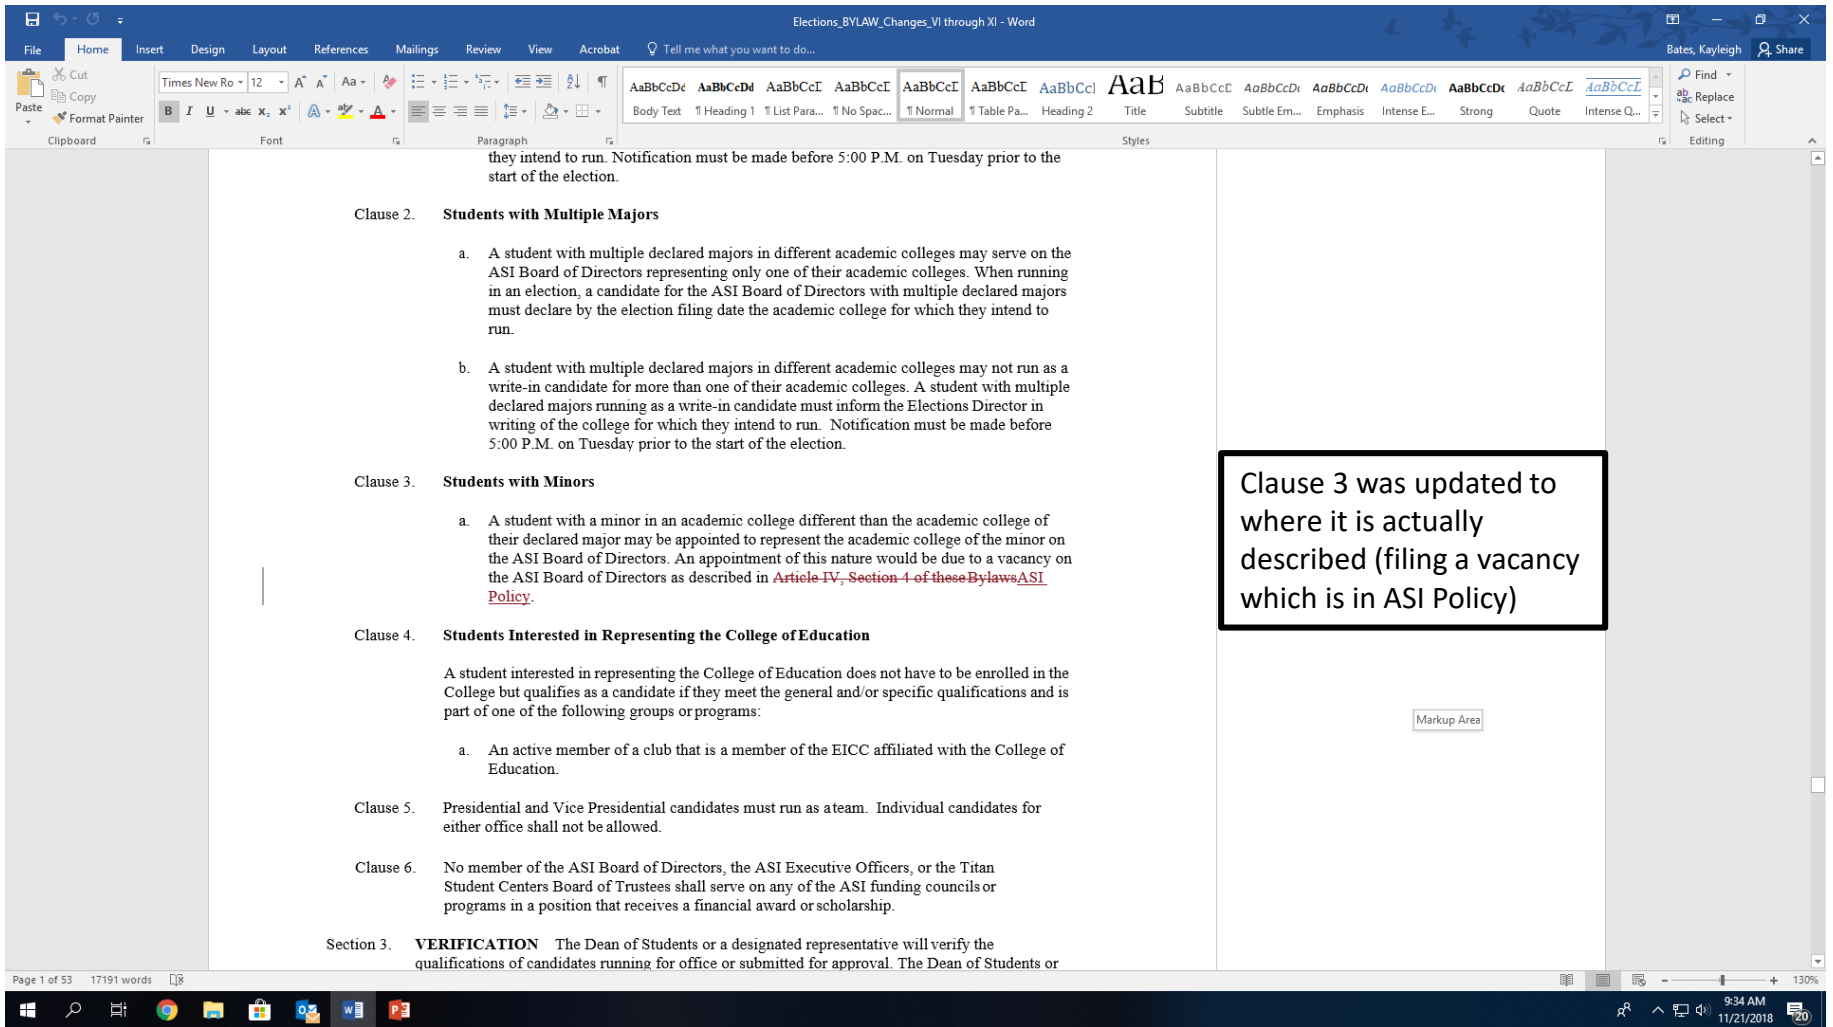 Elections_BYLAW_Changes_VI through XI - Word
File Home Insert Design Layout References Mailings Review View Acrobat Tell me what you want to do... Bates, Kayleigh Share
Cut
Copy
Paste
Format Painter
Times New Ro 12
Aa
B I U abc x₂ x²
AaBbCcDd AaBbCcDd AaBbCcI AaBbCcI AaBbCcI AaBbCcI AaBbCcI AaB AaBbCcD AaBbCcDd AaBbCcDd AaBbCcDd AaBbCcDd AaBbCcI AaBbCcI
Body Text ¶ Heading 1 ¶ List Para... ¶ No Spac... ¶ Normal ¶ Table Pa... Heading 2 Title Subtitle Subtle Em... Emphasis Intense E... Strong Quote Intense Q...
Find
Replace
Select
Clipboard Font Paragraph Styles Editing
they intend to run. Notification must be made before 5:00 P.M. on Tuesday prior to the
start of the election.
Clause 2. Students with Multiple Majors
a. A student with multiple declared majors in different academic colleges may serve on the
ASI Board of Directors representing only one of their academic colleges. When running
in an election, a candidate for the ASI Board of Directors with multiple declared majors
must declare by the election filing date the academic college for which they intend to
run.
b. A student with multiple declared majors in different academic colleges may not run as a
write-in candidate for more than one of their academic colleges. A student with multiple
declared majors running as a write-in candidate must inform the Elections Director in
writing of the college for which they intend to run. Notification must be made before
5:00 P.M. on Tuesday prior to the start of the election.
Clause 3. Students with Minors
a. A student with a minor in an academic college different than the academic college of
their declared major may be appointed to represent the academic college of the minor on
the ASI Board of Directors. An appointment of this nature would be due to a vacancy on
the ASI Board of Directors as described in Article IV, Section 4 of these Bylaws ASI
Policy.
Clause 3 was updated to
where it is actually
described (filing a vacancy
which is in ASI Policy)
Clause 4. Students Interested in Representing the College of Education
A student interested in representing the College of Education does not have to be enrolled in the
College but qualifies as a candidate if they meet the general and/or specific qualifications and is
part of one of the following groups or programs:
Markup Area
a. An active member of a club that is a member of the EICC affiliated with the College of
Education.
Clause 5. Presidential and Vice Presidential candidates must run as a team. Individual candidates for
either office shall not be allowed.
Clause 6. No member of the ASI Board of Directors, the ASI Executive Officers, or the Titan
Student Centers Board of Trustees shall serve on any of the ASI funding councils or
programs in a position that receives a financial award or scholarship.
Section 3. VERIFICATION The Dean of Students or a designated representative will verify the
qualifications of candidates running for office or submitted for approval. The Dean of Students or
Page 1 of 53 17191 words 130%
9:34 AM
11/21/2018
20